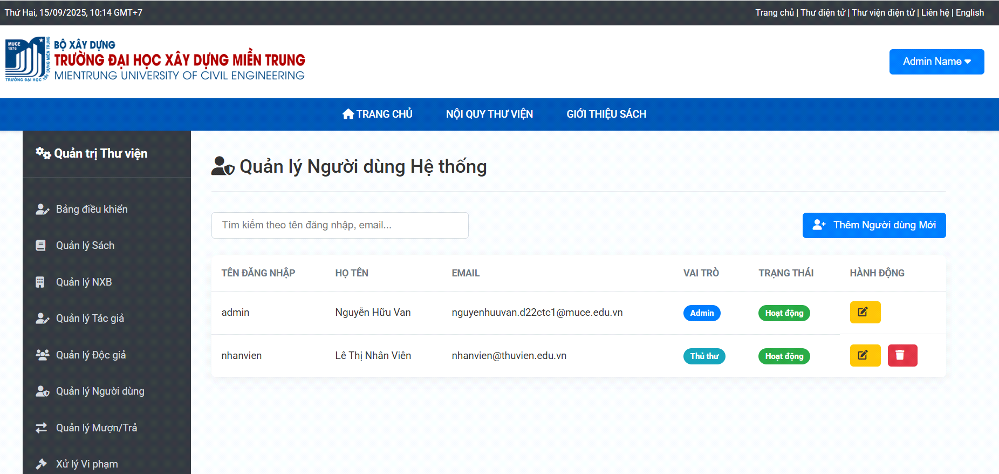 Thứ Hai, 15/09/2025, 10:14 GMT+7
Trang chủ | Thư điện tử | Thư viện điện tử | Liên hệ | English
MUCE
1976
XÂY DỰNG MIỀN TRUNG
TRƯỜNG ĐẠI HỌC
BỘ XÂY DỰNG
TRƯỜNG ĐẠI HỌC XÂY DỰNG MIỀN TRUNG
MIENTRUNG UNIVERSITY OF CIVIL ENGINEERING
Admin Name
TRANG CHỦ NỘI QUY THƯ VIỆN GIỚI THIỆU SÁCH
Quản trị Thư viện
Bảng điều khiển
Quản lý Sách
Quản lý NXB
Quản lý Tác giả
Quản lý Độc giả
Quản lý Người dùng
Quản lý Mượn/Trả
Xử lý Vi phạm
Quản lý Người dùng Hệ thống
Tìm kiếm theo tên đăng nhập, email...
Thêm Người dùng Mới
TÊN ĐĂNG NHẬP HỌ TÊN EMAIL VAI TRÒ TRẠNG THÁI HÀNH ĐỘNG
admin Nguyễn Hữu Van nguyenhuuvan.d22ctc1@muce.edu.vn Admin Hoạt động
nhanvien Lê Thị Nhân Viên nhanvien@thuvien.edu.vn Thủ thư Hoạt động